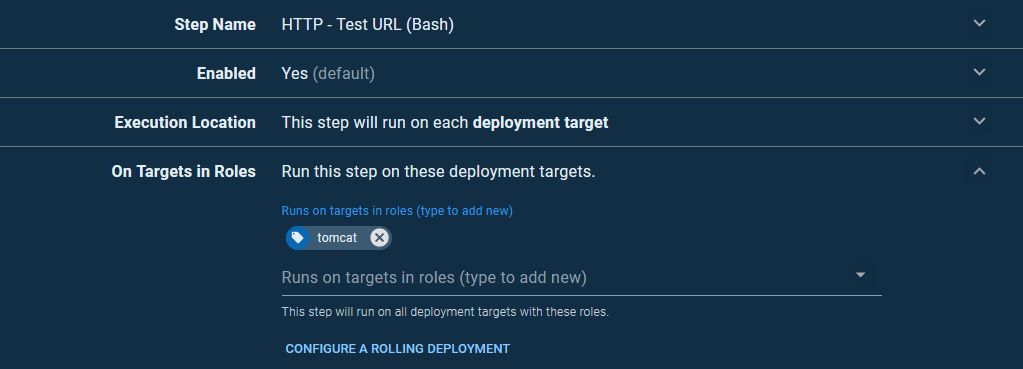 Step Name HTTP - Test URL (Bash)
Enabled Yes (default)
Execution Location This step will run on each deployment target
On Targets in Roles Run this step on these deployment targets.
Runs on targets in roles (type to add new)
tomcat
Runs on targets in roles (type to add new)
This step will run on all deployment targets with these roles.
CONFIGURE A ROLLING DEPLOYMENT